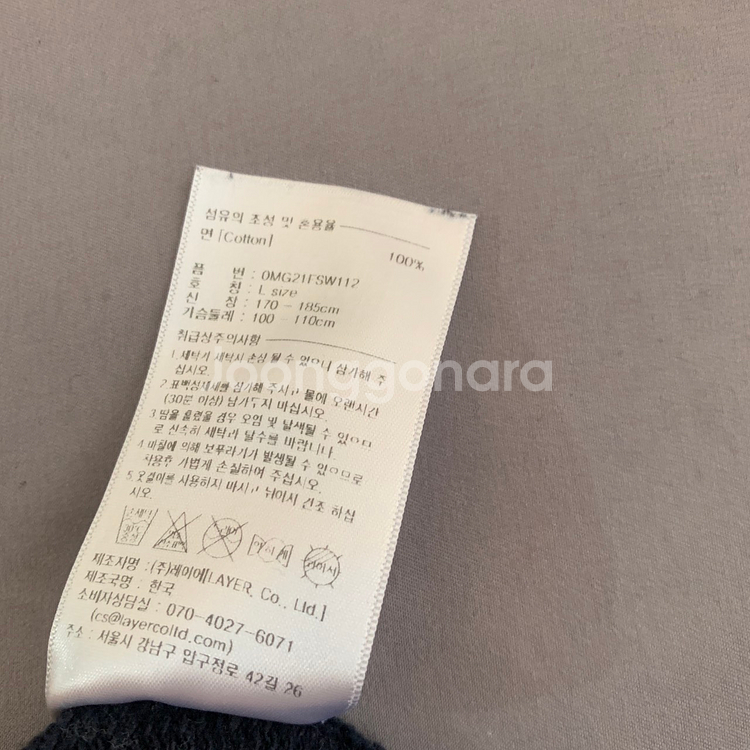 섬유의 조성 및 혼용율
면 [Cotton] 100%
품 번 : OMG21FSW112
호 칭 : L size
신 장 : 170 - 185cm
가슴둘레 : 100 - 110cm
취급상주의사항
1. 세탁기 세탁시 손상 될 수 있으니 삼가해 주
십시오.
2. 표백성세제를 삼가해 주시고 물에 오랜시간
(30분 이상) 담가두지 마십시오.
3. 땀을 흘렸을 경우 오염 및 탈색될 수 있으므
로 신속히 세탁과 탈수를 바랍니다.
4. 마찰에 의해 보푸라기가 발생될 수 있으므로
착용후 가볍게 손질하여 주십시오.
5. 옷걸이를 사용하지 마시고 뉘어서 건조 하십
시오.
제조자명 : (주)레이어[LAYER, Co., Ltd.]
제조국명 : 한국
소비자상담실 : 070-4027-6071
(cs@layercoltd.com)
주소 : 서울시 강남구 압구정로 42길 26
joonggonara